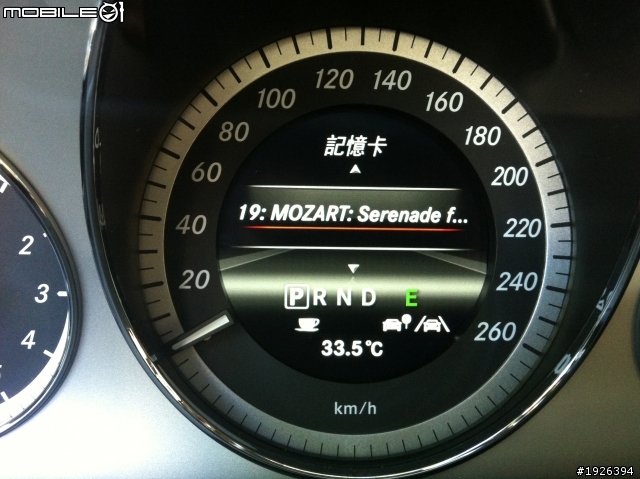 MOBILE01
120 140
100 160
80 180
60 200
40 220
20 240
260
記憶卡
19: MOZART: Serenade f...
P R N D E
33.5°C
km/h
2
3
4
#1926394